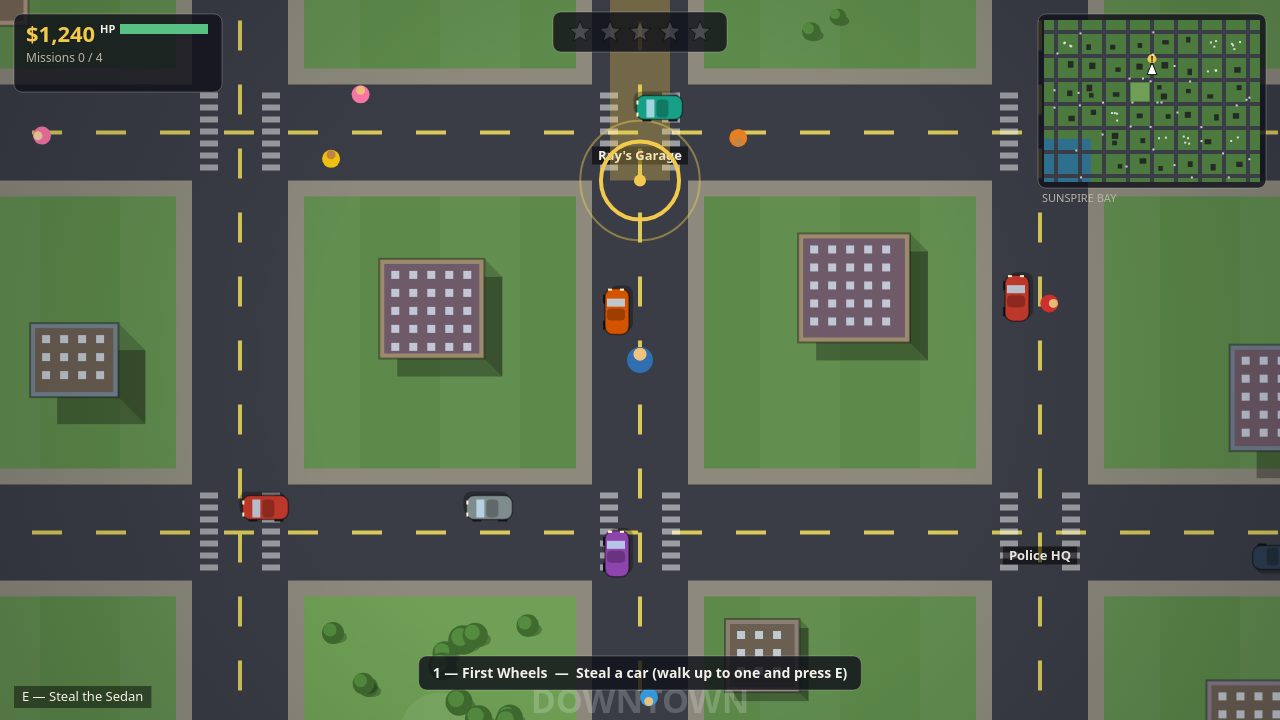 $1,240 HP
Missions 0 / 4
SUNSPIRE BAY
Ray's Garage
Police HQ
1 — First Wheels — Steal a car (walk up to one and press E)
E — Steal the Sedan
DOWNTOWN